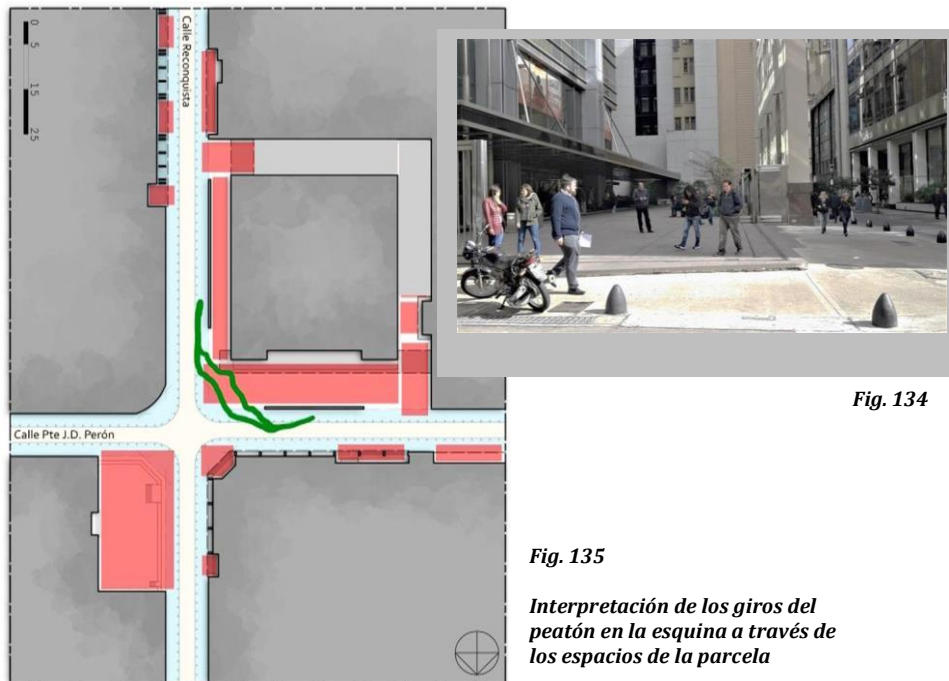 0
5
15
25
Calle Reconquista
Calle Pte J.D. Perón
Fig. 134
Fig. 135
Interpretación de los giros del
peatón en la esquina a través de
los espacios de la parcela